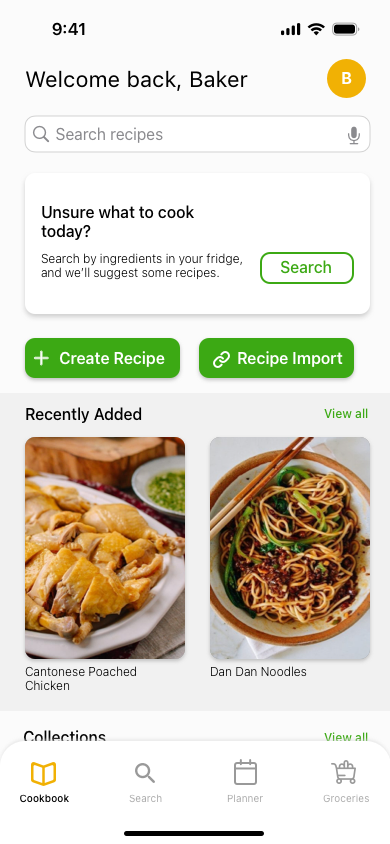 9:41
Welcome back, Baker
B
Search recipes
Unsure what to cook
today?
Search by ingredients in your fridge,
and we'll suggest some recipes.
Search
Create Recipe
Recipe Import
Recently Added
View all
Cantonese Poached
Chicken
Dan Dan Noodles
Collections
View all
Cookbook
Search
Planner
Groceries